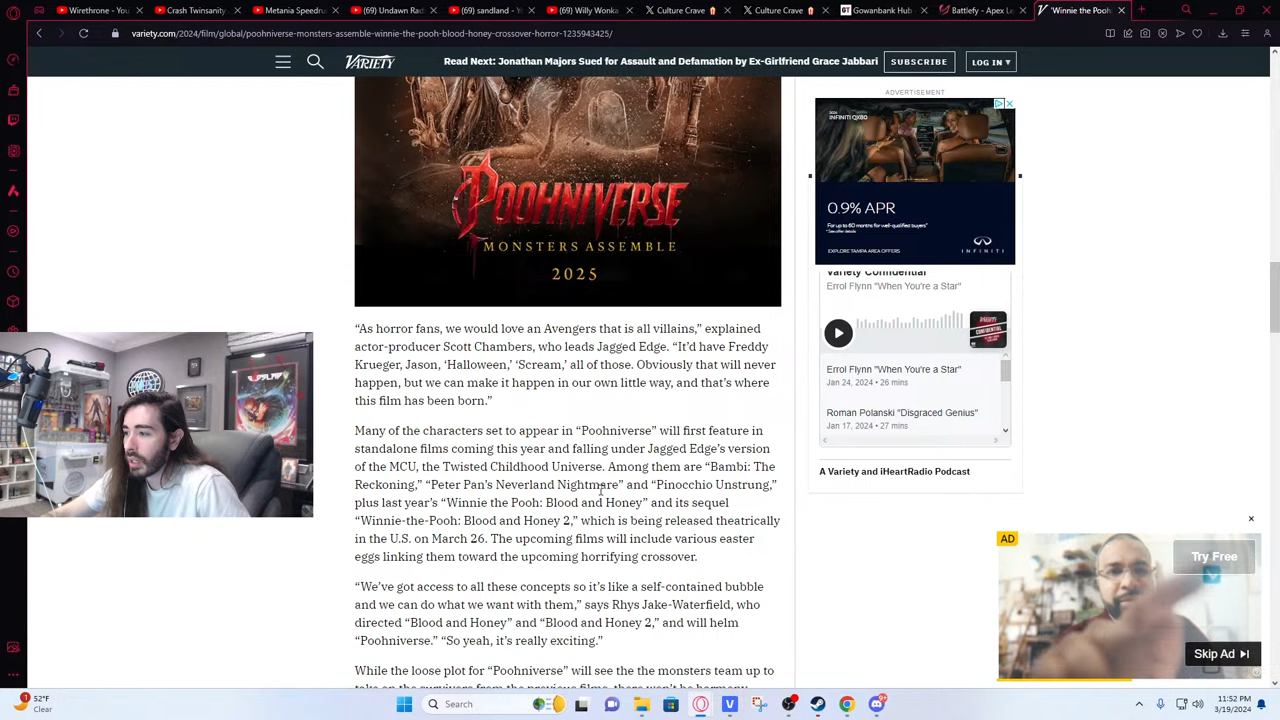 Wirethrone - You
Crash Twinsanity
Metania Speedru
(69) Undawn Rad
(69) sandland - Y
(69) Willy Wonka
Culture Crave
Culture Crave
Gowanbank Hub
Battlefy - Apex Le
Winnie the Pooh
variety.com/2024/film/global/poohniverse-monsters-assemble-winnie-the-pooh-blood-honey-horror-crossover-1235943425/
VARIETY
Read Next: Jonathan Majors Sued for Assault and Defamation by Ex-Girlfriend Grace Jabbari
SUBSCRIBE
LOG IN
POOHNIVERSE
MONSTERS ASSEMBLE
2025
“As horror fans, we would love an Avengers that is all villains,” explained
actor-producer Scott Chambers, who leads Jagged Edge. “It’d have Freddy
Krueger, Jason, ‘Halloween,’ ‘Scream,’ all of those. Obviously that will never
happen, but we can make it happen in our own little way, and that’s where
this film has been born.”
Many of the characters set to appear in “Poohniverse” will first feature in
standalone films coming this year and falling under Jagged Edge’s version
of the MCU, the Twisted Childhood Universe. Among them are “Bambi: The
Reckoning,” “Peter Pan’s Neverland Nightmare” and “Pinocchio Unstrung,”
plus last year’s “Winnie the Pooh: Blood and Honey” and its sequel
“Winnie-the-Pooh: Blood and Honey 2,” which is being released theatrically
in the U.S. on March 26. The upcoming films will include various easter
eggs linking them toward the upcoming horrifying crossover.
“We’ve got access to all these concepts so it’s like a self-contained bubble
and we can do what we want with them,” says Rhys Jake-Waterfield, who
directed “Blood and Honey” and “Blood and Honey 2,” and will helm
“Poohniverse.” “So yeah, it’s really exciting.”
While the loose plot for “Poohniverse” will see the the monsters team up to
take on the survivors from the previous films, there won’t be harmony
ADVERTISEMENT
2024
INFINITI QX80
0.9% APR
For up to 60 months for well-qualified buyers*
EXPLORE TAMPA AREA OFFERS
INFINITI
Variety Confidential
Errol Flynn "When You're a Star"
Errol Flynn "When You're a Star"
Jan 24, 2024 • 26 mins
Roman Polanski "Disgraced Genius"
Jan 17, 2024 • 27 mins
A Variety and iHeartRadio Podcast
AD
Try Free
Skip Ad
52°F
Clear
Search
11:52 PM
3/19/2024